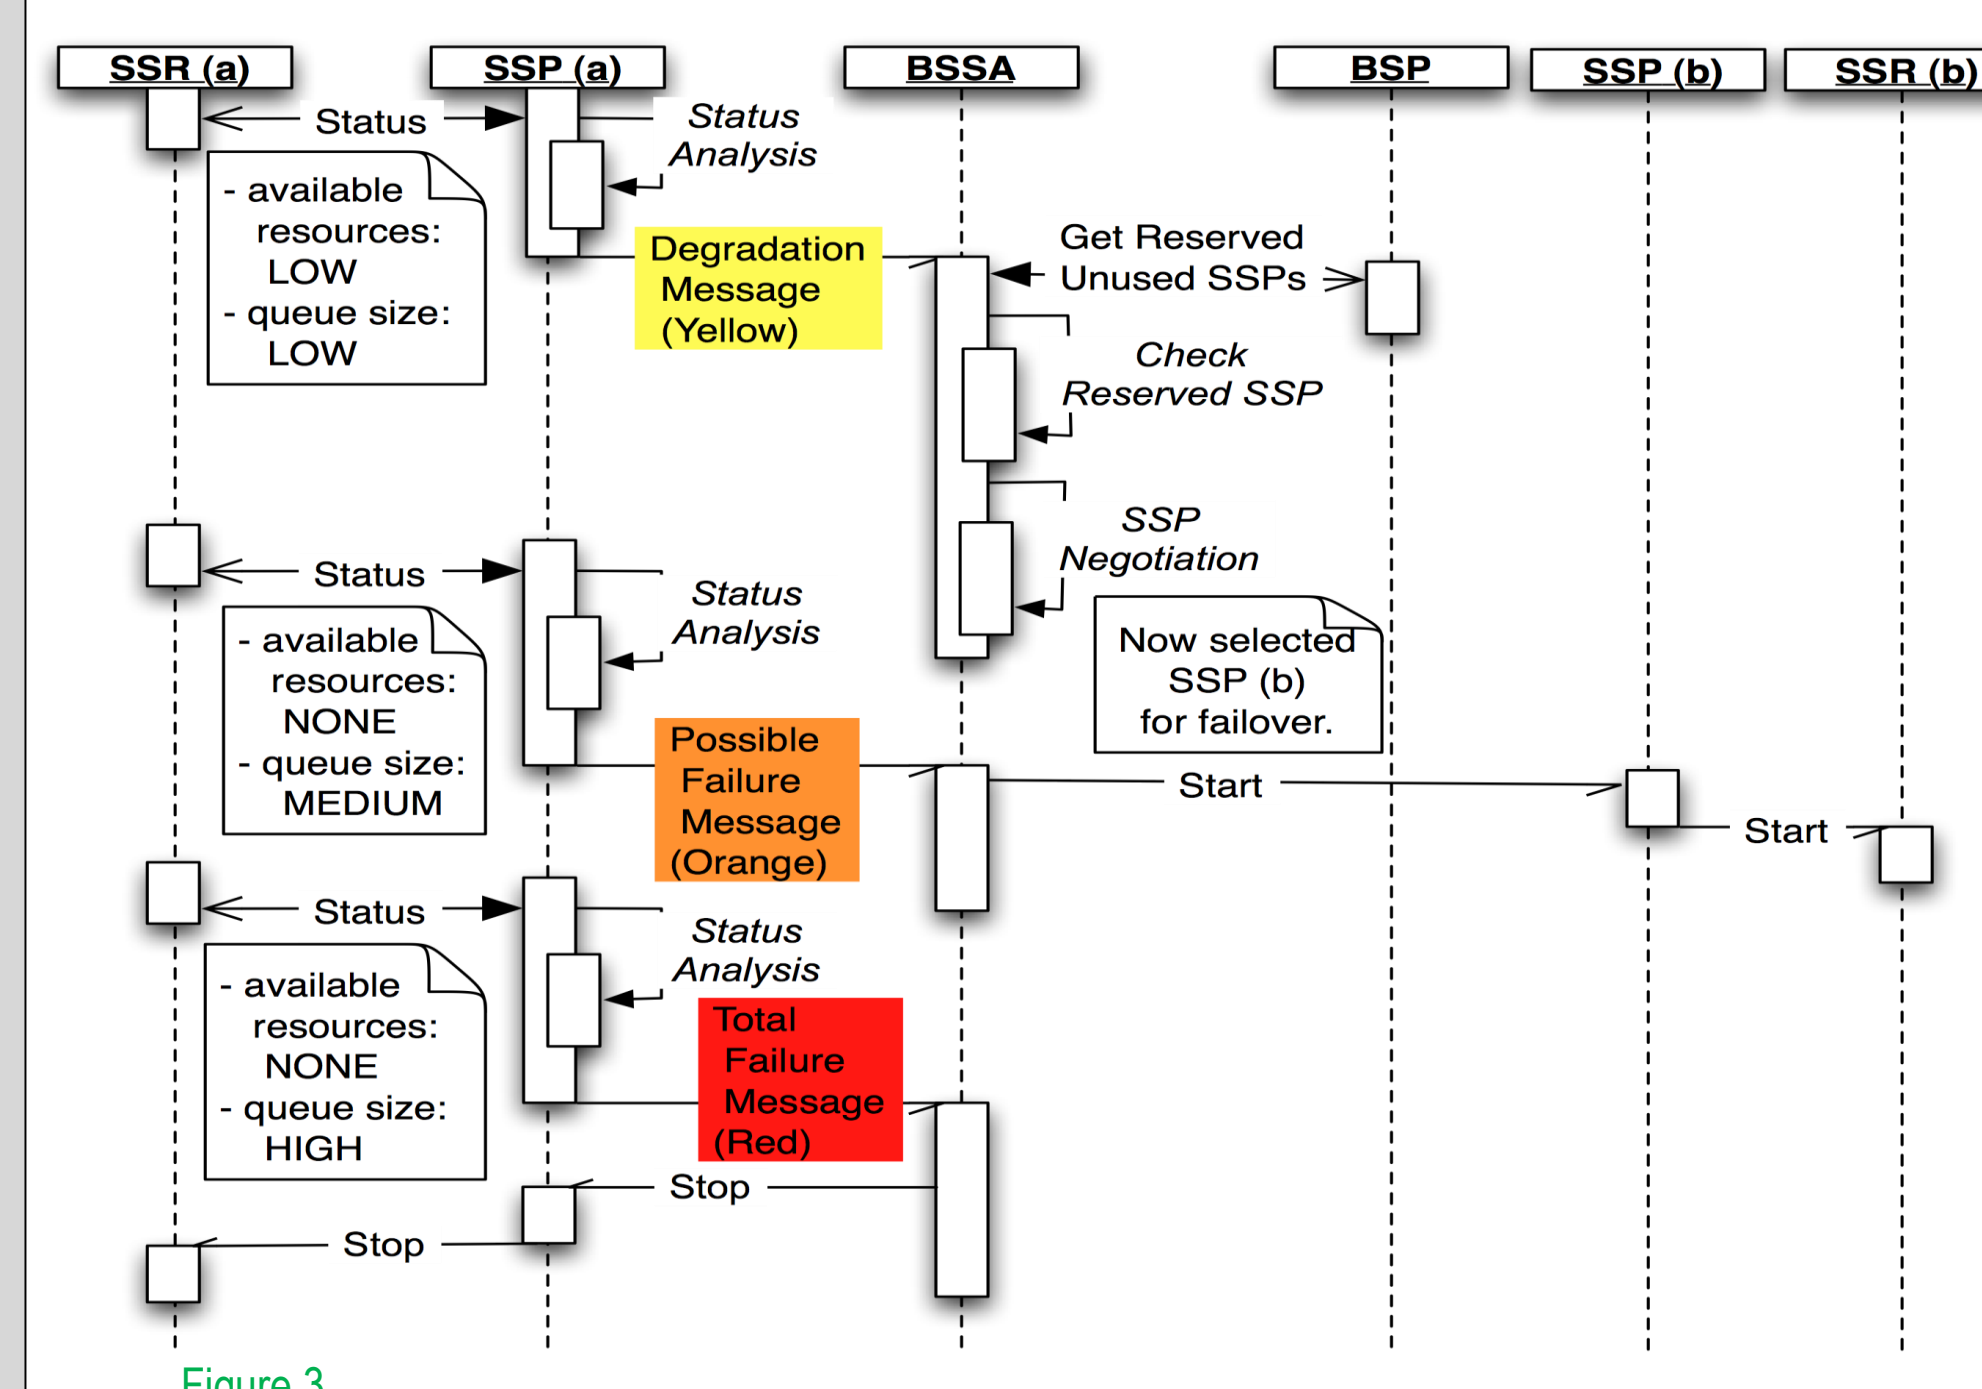 SSR (a)
SSP (a)
BSSA
BSP
SSP (b)
SSR (b)
Status
Status
Analysis
- available
resources:
LOW
- queue size:
LOW
Degradation
Message
(Yellow)
Get Reserved
Unused SSPs
Check
Reserved SSP
SSP
Negotiation
Now selected
SSP (b)
for failover.
Status
Status
Analysis
- available
resources:
NONE
- queue size:
MEDIUM
Possible
Failure
Message
(Orange)
Start
Start
Status
Status
Analysis
- available
resources:
NONE
- queue size:
HIGH
Total
Failure
Message
(Red)
Stop
Stop
Figure 3